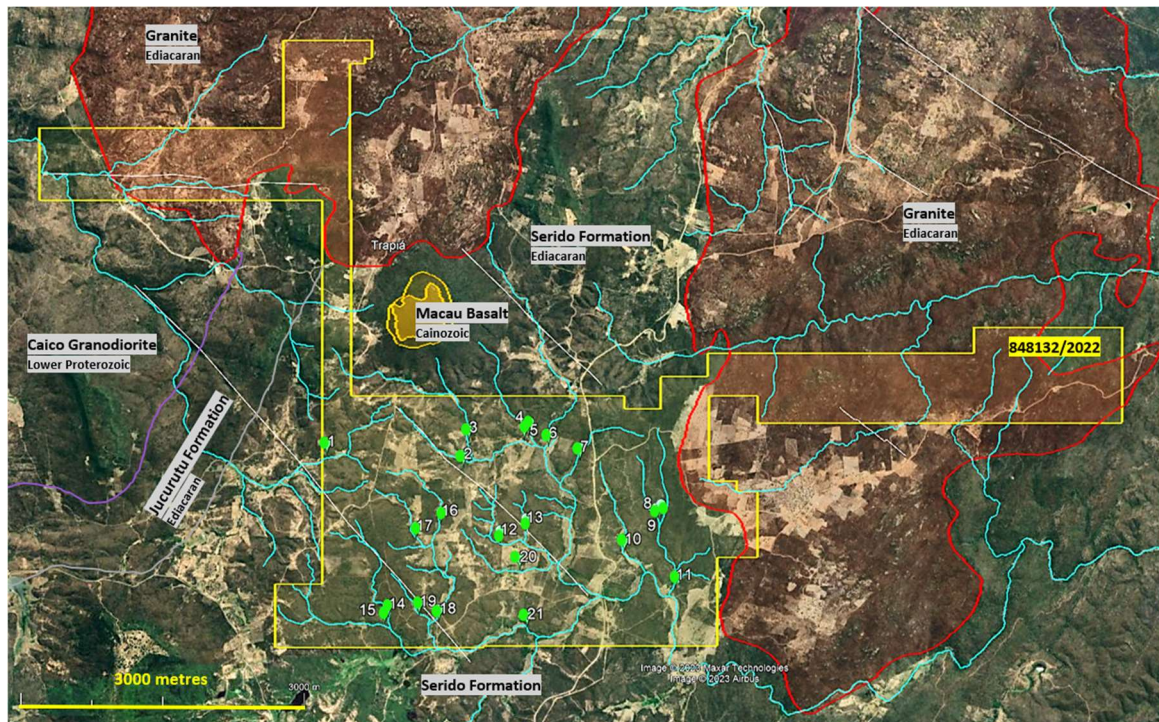 Granite
Ediacaran
Trapiá
Serido Formation
Ediacaran
Granite
Ediacaran
Macau Basalt
Cainozoic
848132/2022
Caico Granodiorite
Lower Proterozoic
Jucurutu Formation
Ediacaran
1
2
3
4
5
6
7
8
9
10
11
12
13
14
15
16
17
18
19
20
21
Image © 2023 Maxar Technologies
Image © 2023 Airbus
3000 metres
3000 m
Serido Formation